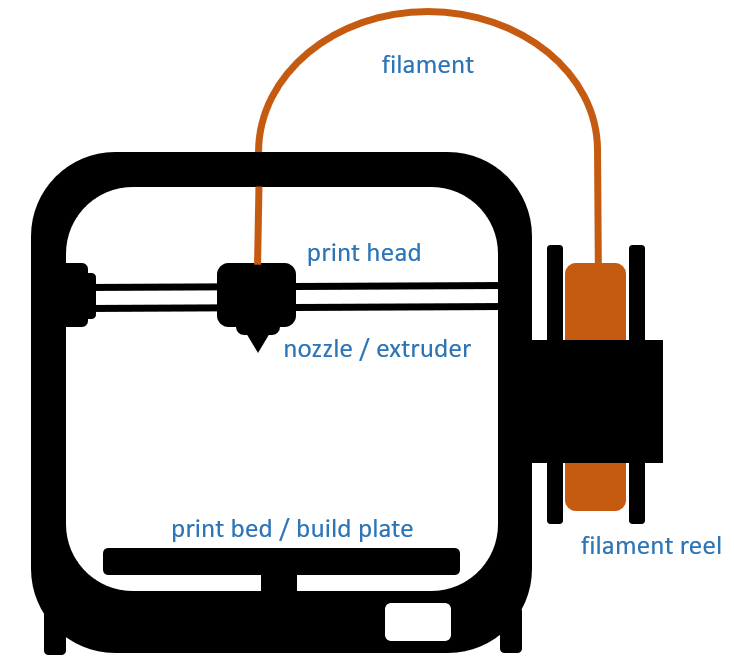 filament
print head
nozzle / extruder
print bed / build plate
filament reel